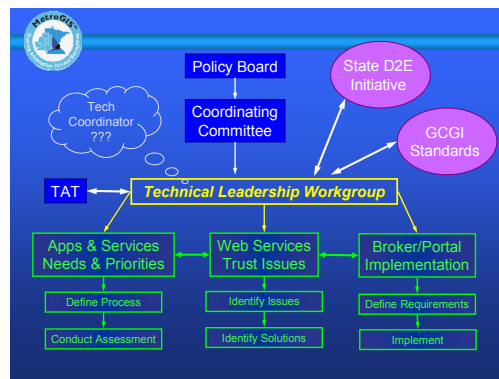 MetroGIS
Policy Board
State D2E
Initiative
Tech
Coordinator
???
Coordinating
Committee
GCGI
Standards
TAT
Technical Leadership Workgroup
Apps & Services
Needs & Priorities
Web Services
Trust Issues
Broker/Portal
Implementation
Define Process
Identify Issues
Define Requirements
Conduct Assessment
Identify Solutions
Implement